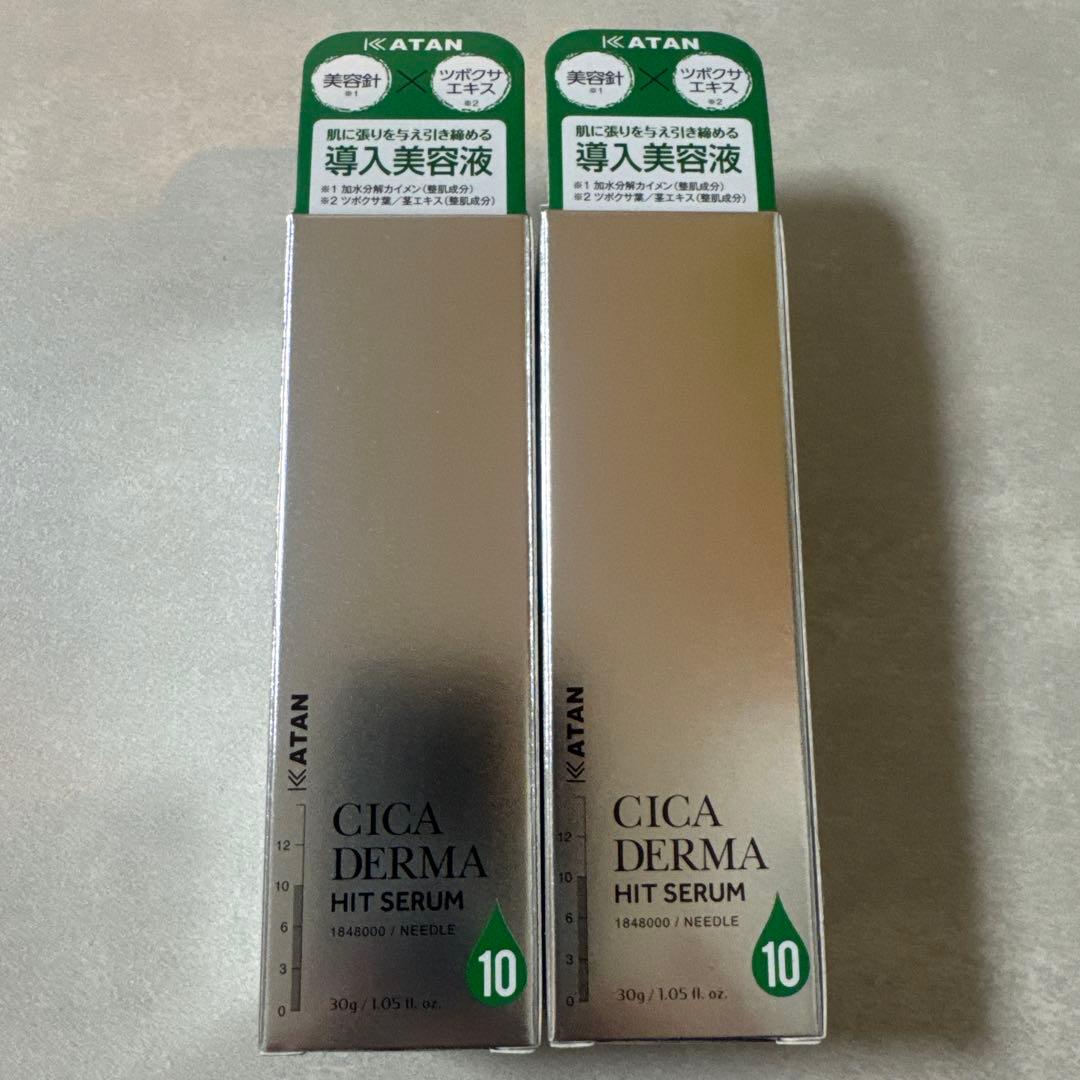 KATAN
美容針
※1
×
ツボクサ
エキス
※2
肌に張りを与え引き締める
導入美容液
※1 加水分解カイメン(整肌成分)
※2 ツボクサ葉/茎エキス(整肌成分)
KATAN
12
10
6
3
0
CICA
DERMA
HIT SERUM
1848000 / NEEDLE
10
30g / 1.05 fl. oz.
KATAN
美容針
※1
×
ツボクサ
エキス
※2
肌に張りを与え引き締める
導入美容液
※1 加水分解カイメン(整肌成分)
※2 ツボクサ葉/茎エキス(整肌成分)
KATAN
12
10
6
3
0
CICA
DERMA
HIT SERUM
1848000 / NEEDLE
10
30g / 1.05 fl. oz.